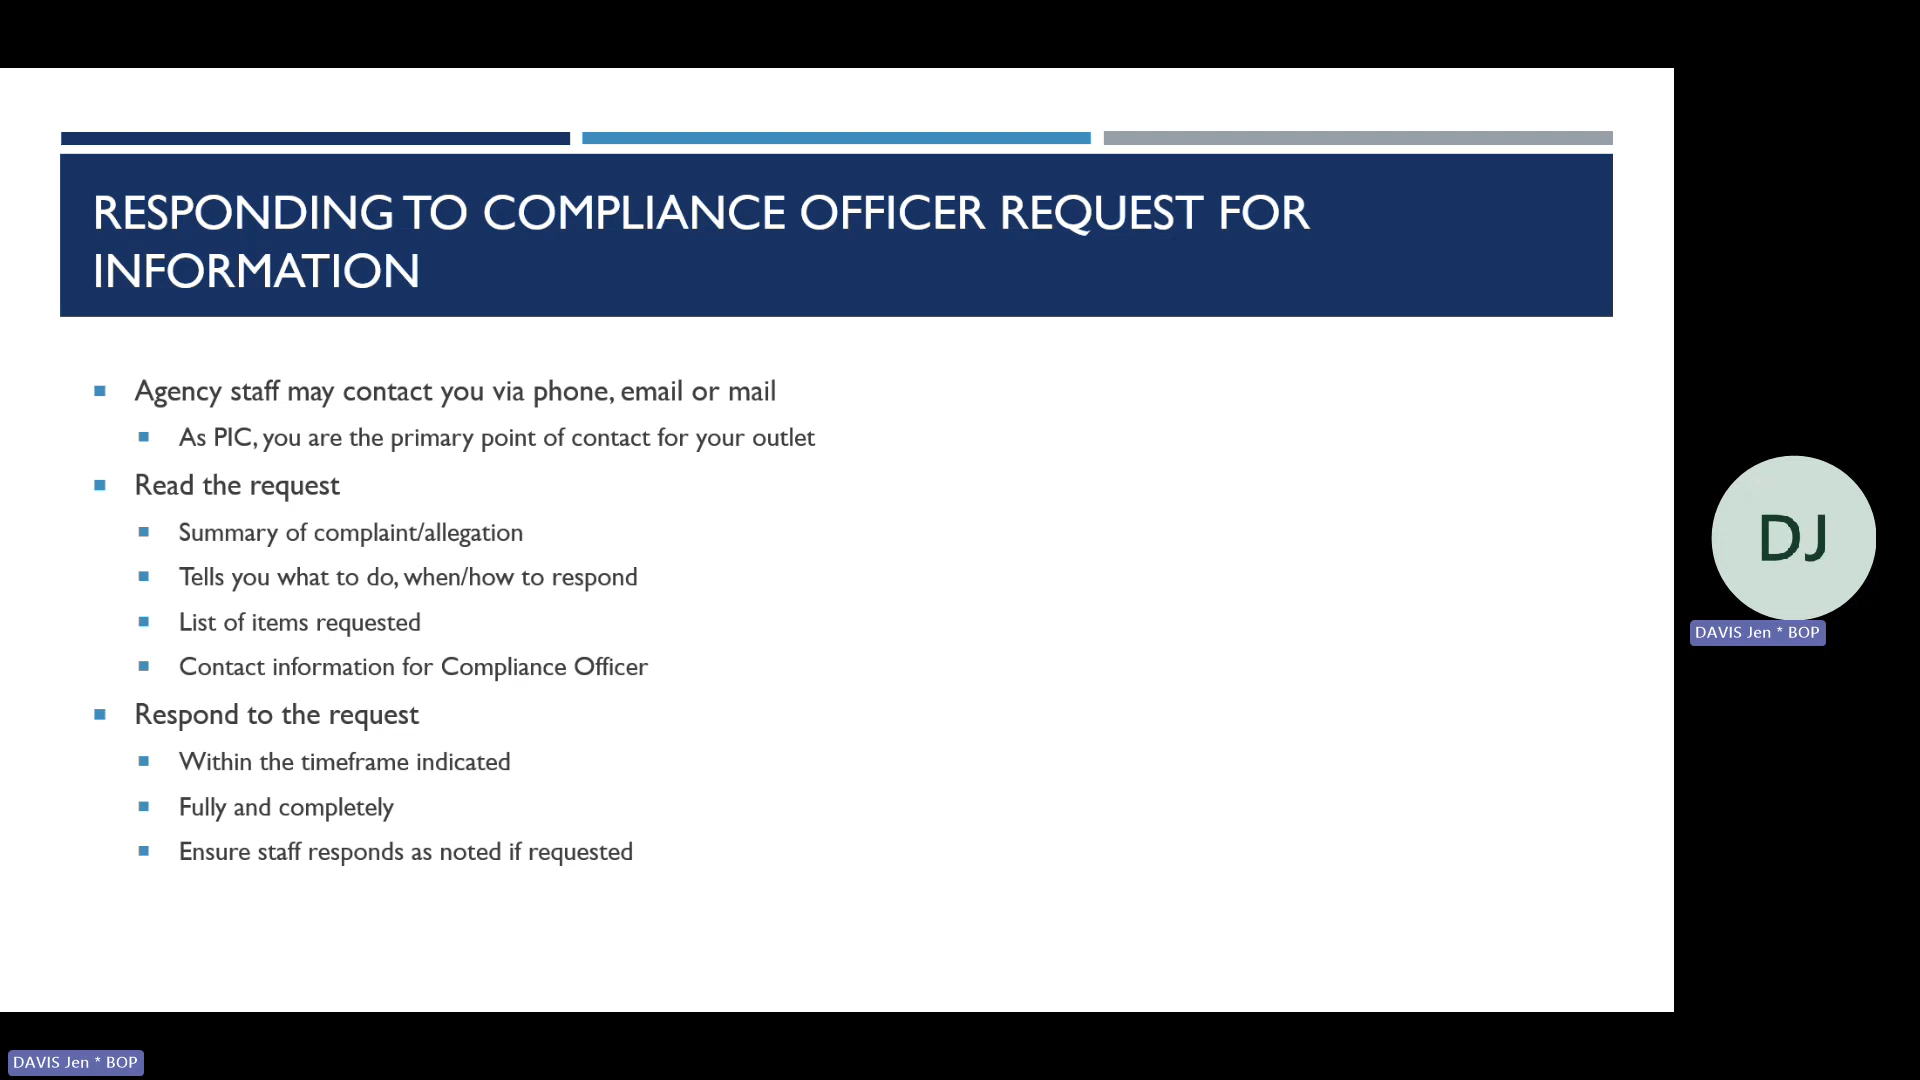 RESPONDING TO COMPLIANCE OFFICER REQUEST FOR
INFORMATION
Agency staff may contact you via phone, email or mail
As PIC, you are the primary point of contact for your outlet
Read the request
Summary of complaint/allegation
Tells you what to do, when/how to respond
List of items requested
Contact information for Compliance Officer
Respond to the request
Within the timeframe indicated
Fully and completely
Ensure staff responds as noted if requested
DJ
DAVIS Jen * BOP
DAVIS Jen * BOP